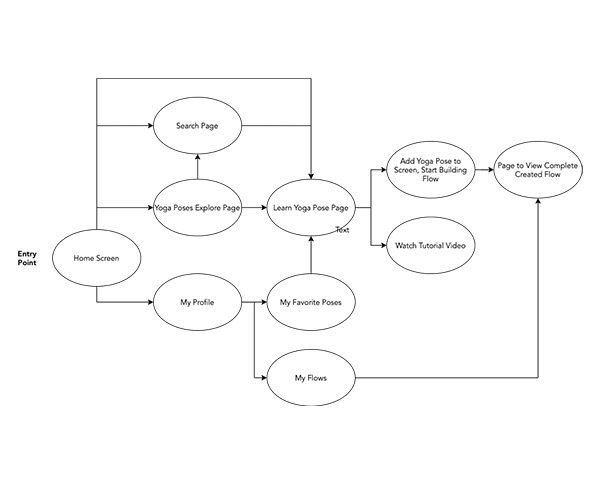 Search Page
Add Yoga Pose to
Screen, Start Building
Flow
Page to View Complete
Created Flow
Yoga Poses Explore Page
Learn Yoga Pose Page
Text
Watch Tutorial Video
Entry
Point
Home Screen
My Profile
My Favorite Poses
My Flows